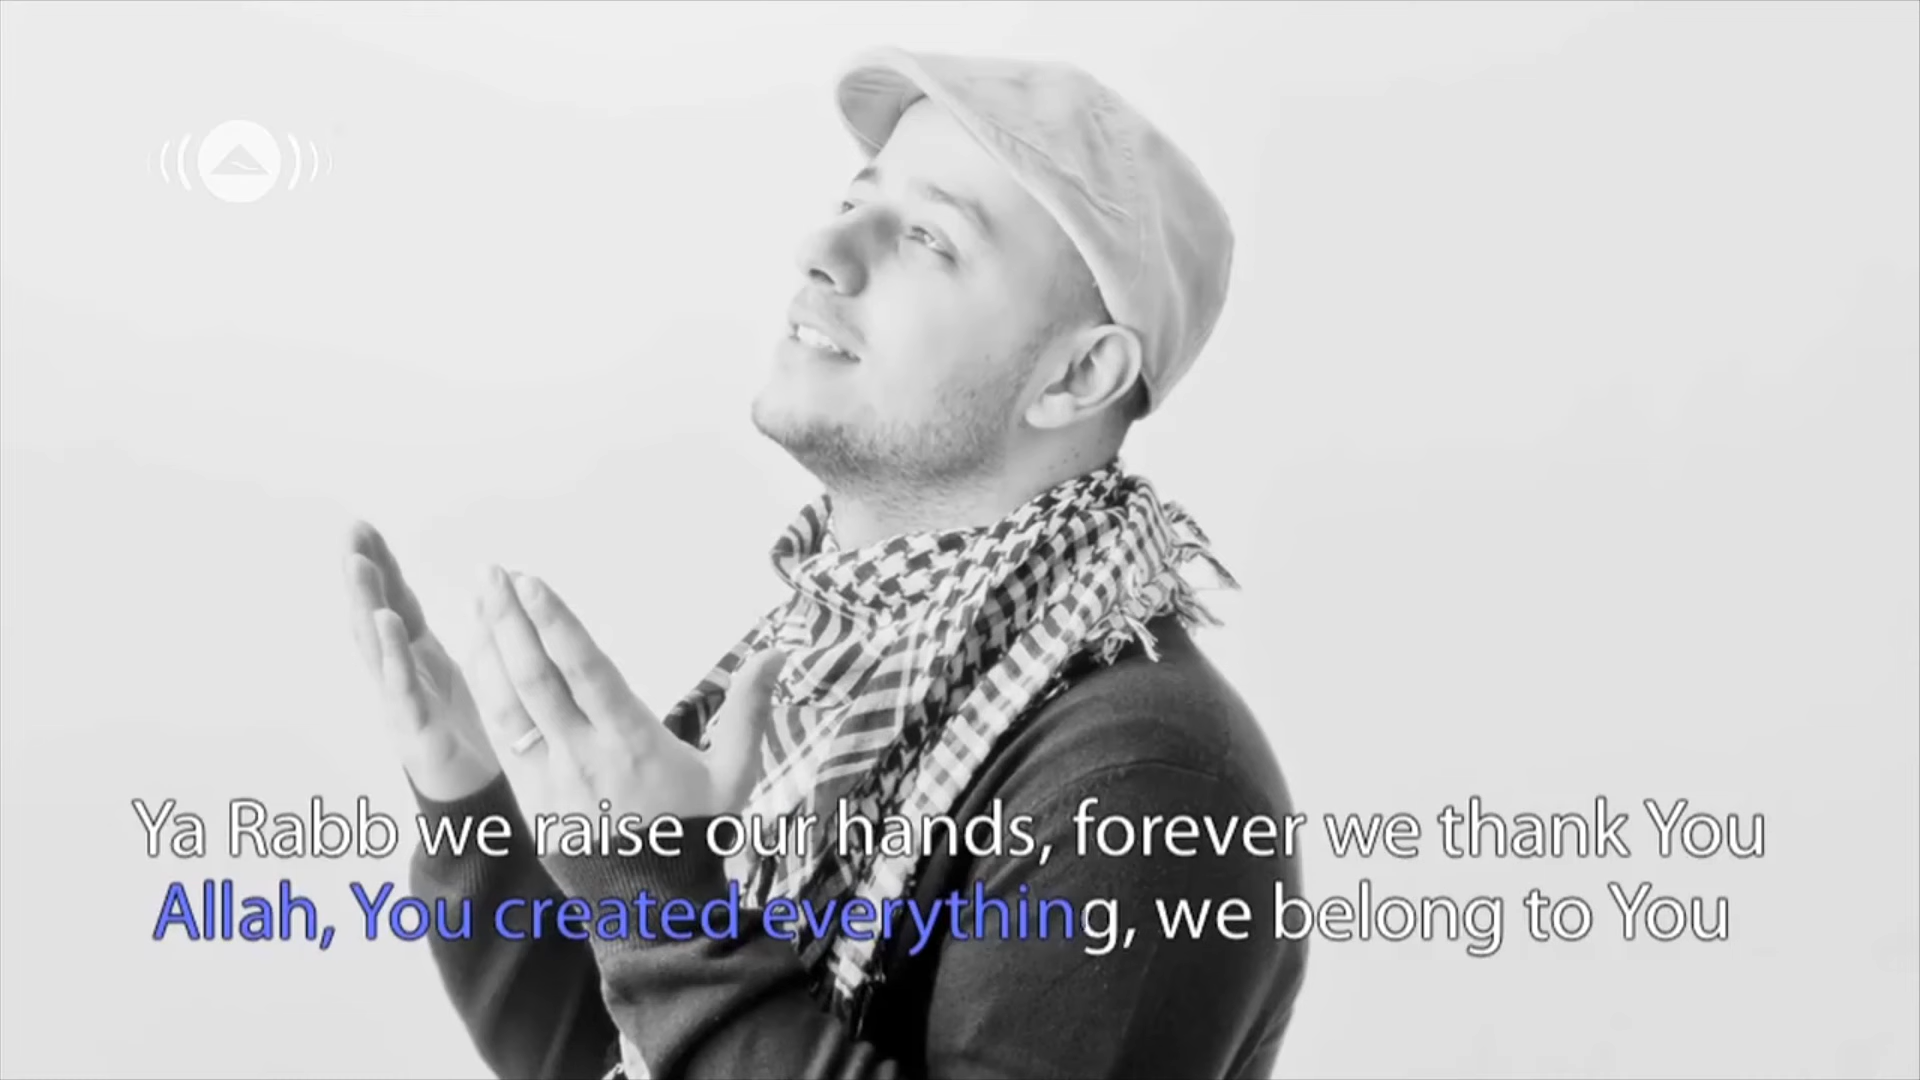 Ya Rabb we raise our hands, forever we thank You
Allah, You created everything, we belong to You